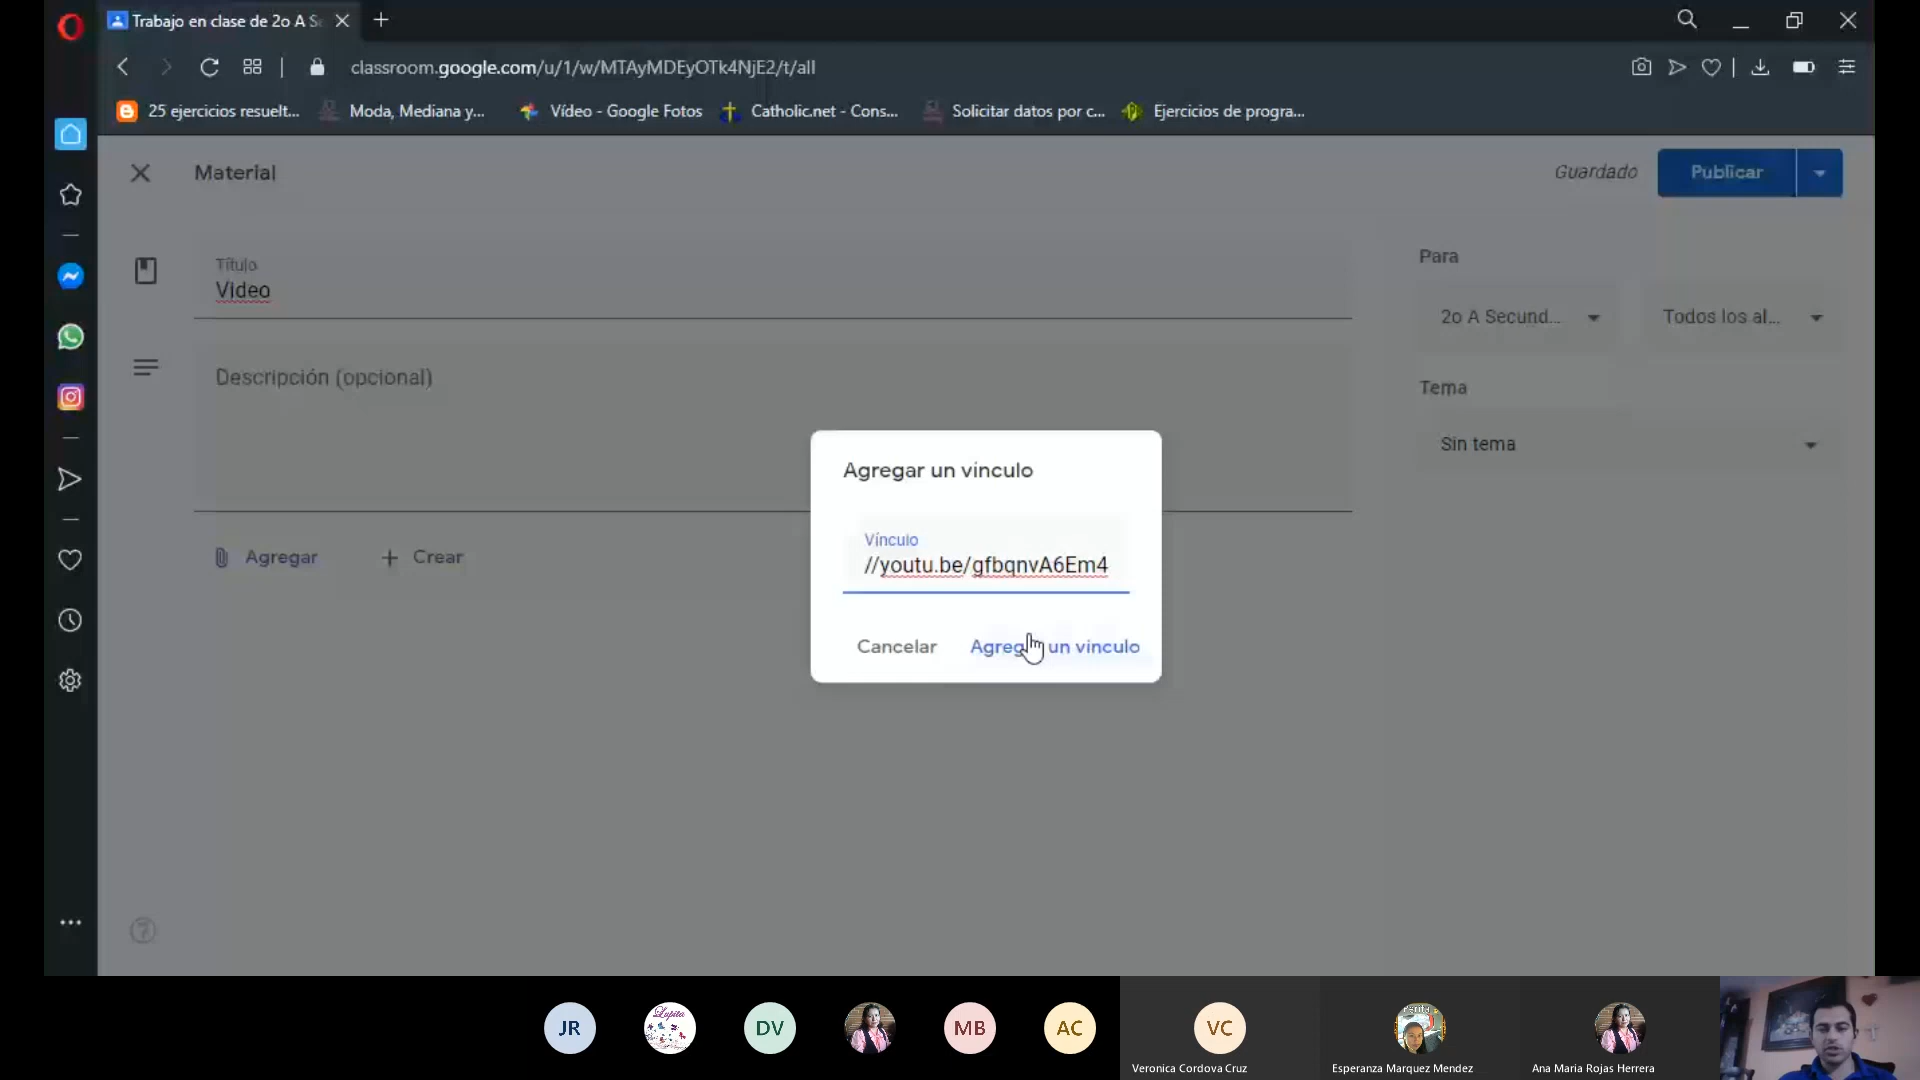 Trabajo en clase de 2o A S
classroom.google.com/u/1/w/MTAyMDEyOTk4NjE2/t/all
25 ejercicios resuelt...
Moda, Mediana y...
Vídeo - Google Fotos
Catholic.net - Cons...
Solicitar datos por c...
Ejercicios de progra...
Material
Guardado
Publicar
Título
Video
Descripción (opcional)
Para
2o A Secund...
Todos los al...
Tema
Sin tema
Agregar
Crear
Agregar un vínculo
Vínculo
//youtu.be/gfbqnvA6Em4
Cancelar
Agregar un vínculo
JR
Lupita
DV
MB
AC
VC
Veronica Cordova Cruz
Esperanza Marquez Mendez
Ana Maria Rojas Herrera